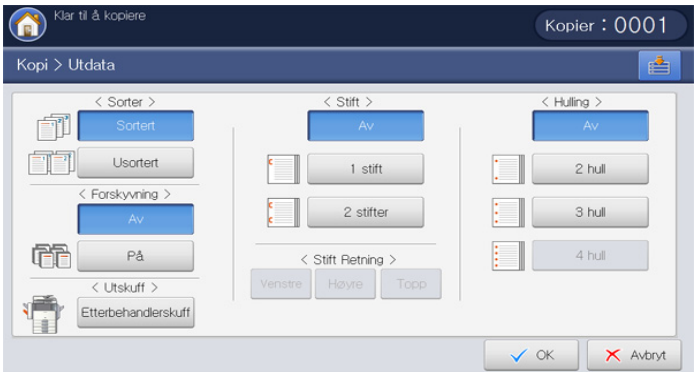 Klar til å kopiere
Kopier : 0001
Kopi > Utdata
< Sorter >
Sortert
Usortert
< Forskyvning >
Av
På
< Utskuff >
Etterbehandlerskuff
< Stift >
Av
1 stift
2 stifter
< Stift Retning >
Venstre Høyre Topp
< Hulling >
Av
2 hull
3 hull
4 hull
OK Avbryt